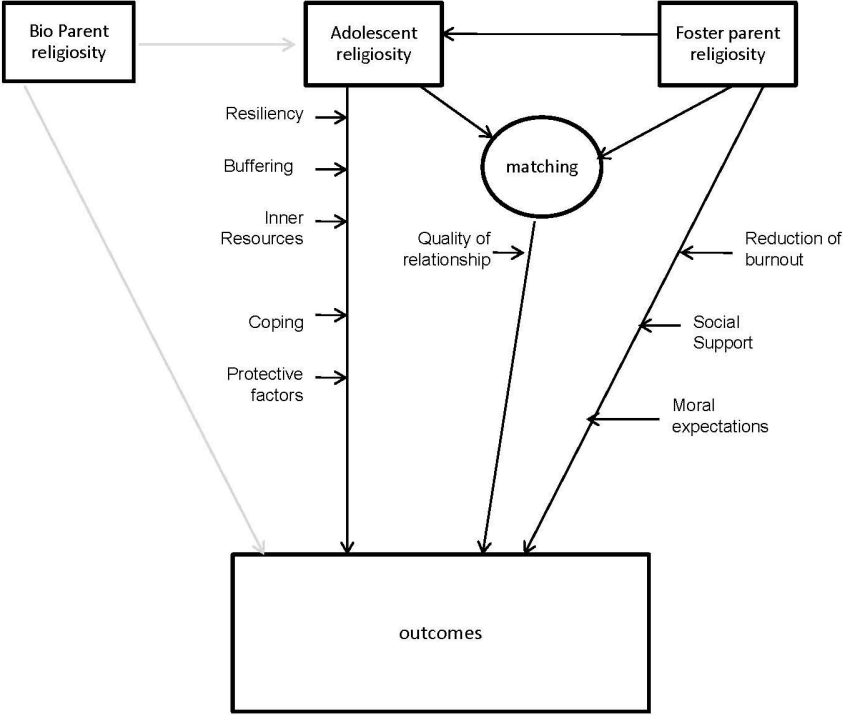 Bio Parent
religiosity
Adolescent
religiosity
Foster parent
religiosity
Resiliency
Buffering
matching
Inner
Resources
Quality of
relationship
Reduction of
burnout
Coping
Social
Support
Protective
factors
Moral
expectations
outcomes